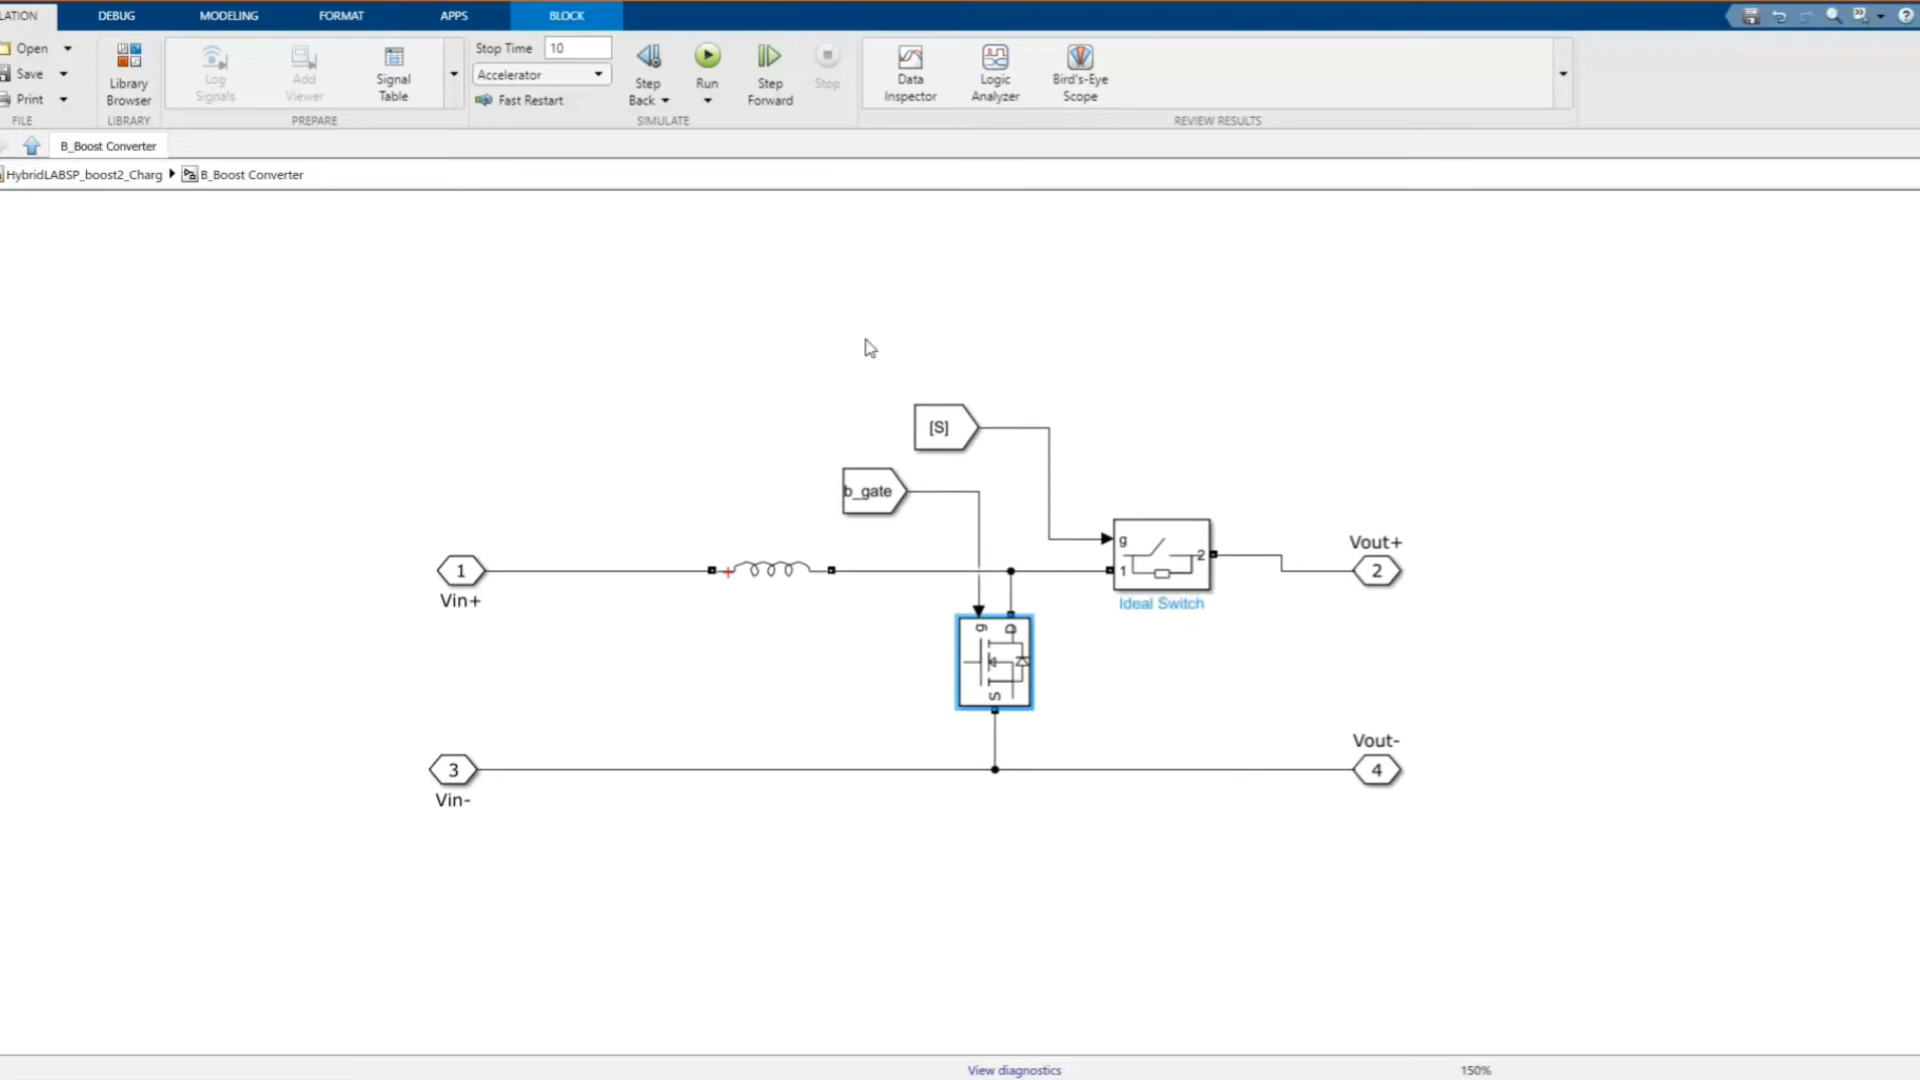 LATION DEBUG MODELING FORMAT APPS BLOCK
Open
Save
Print
FILE
Library
Browser
LIBRARY
Log
Signals
Add
Viewer
Signal
Table
PREPARE
Stop Time 10
Accelerator
Fast Restart
Step
Back
Run
Step
Forward
Stop
SIMULATE
Data
Inspector
Logic
Analyzer
Bird's-Eye
Scope
REVIEW RESULTS
B_Boost Converter
HybridLABSP_boost2_Charg B_Boost Converter
[S]
b_gate
g
1
2
Ideal Switch
1
Vin+
Vout+
2
g D
S
3
Vin-
Vout-
4
View diagnostics
150%